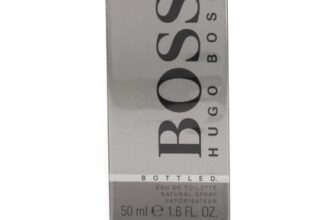 BOSS
HUGO BOSS
BOTTLED.
EAU DE TOILETTE
NATURAL SPRAY
VAPORISATEUR
50 ml ℮ 1.6 FL. OZ.